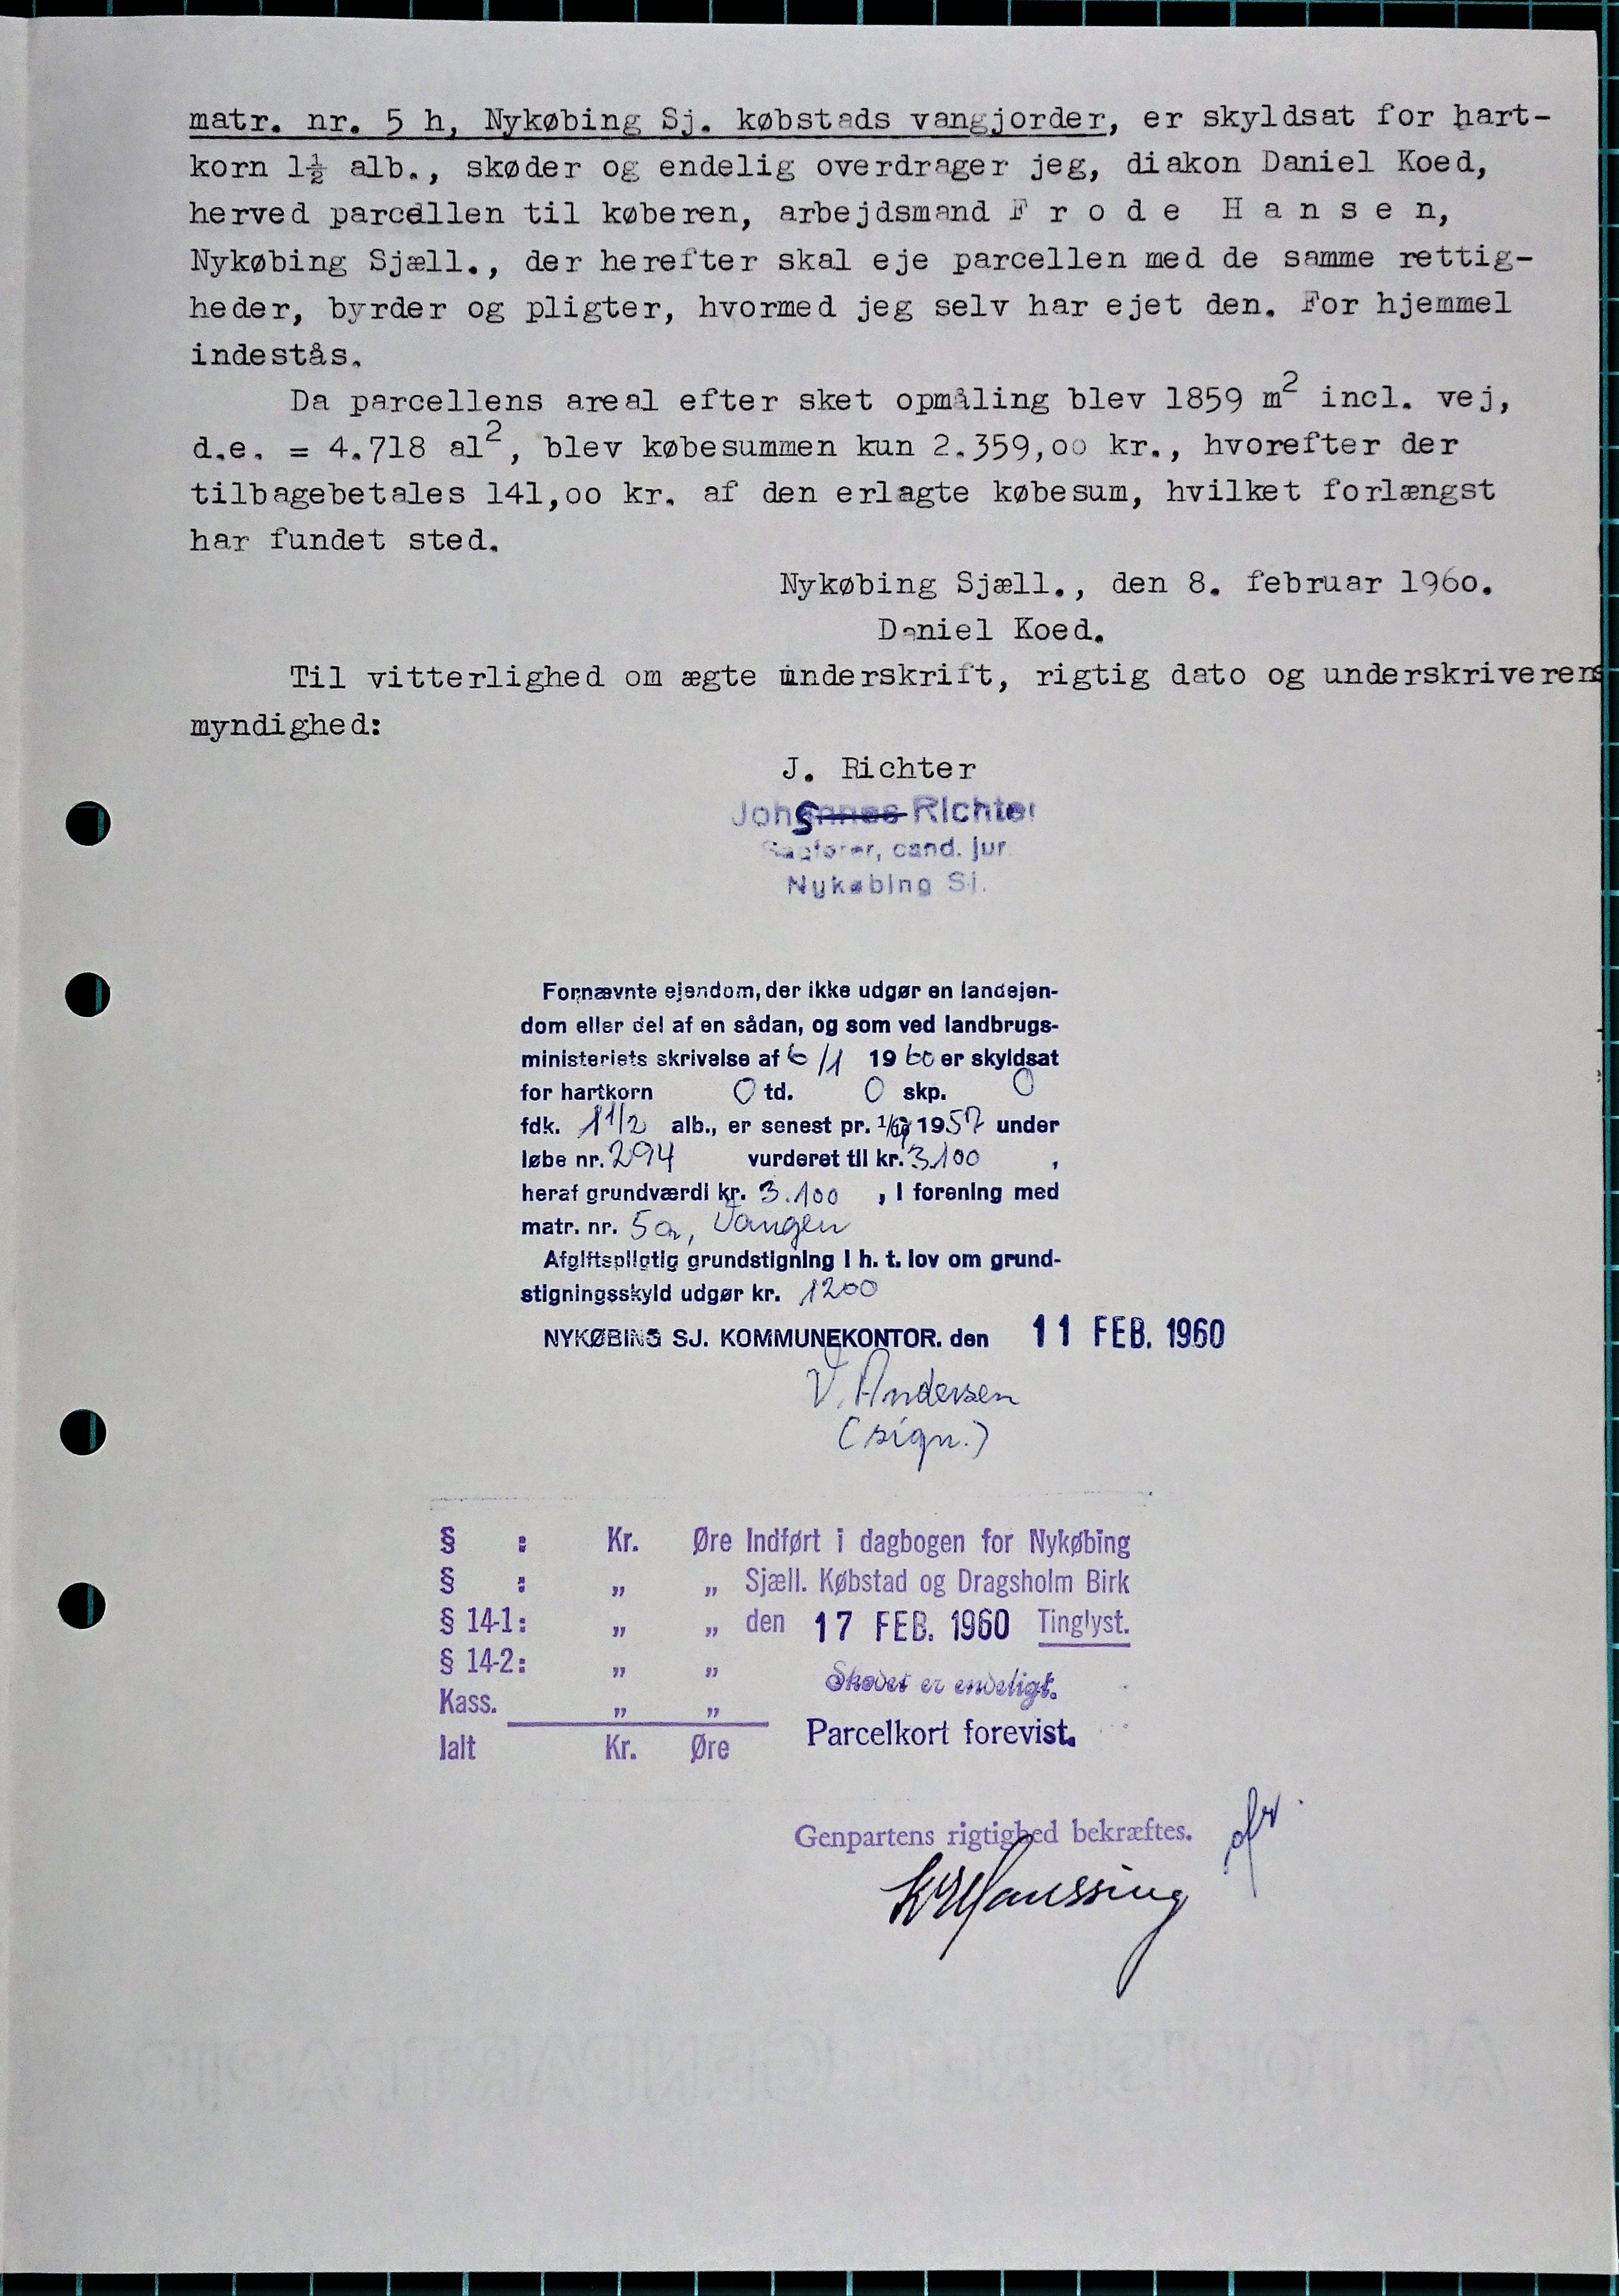 matr. nr. 5 h, Nykøbing Sj. købstads vangjorder, er skyldsat for hart-
korn 1½ alb., skøder og endelig overdrager jeg, diakon Daniel Koed,
herved parcellen til køberen, arbejdsmand F r o d e  H a n s e n,
Nykøbing Sjæll., der herefter skal eje parcellen med de samme rettig-
heder, byrder og pligter, hvormed jeg selv har ejet den. For hjemmel
indestås.
Da parcellens areal efter sket opmåling blev 1859 m² incl. vej,
d.e. = 4.718 al², blev købesummen kun 2.359,oo kr., hvorefter der
tilbagebetales 141,oo kr. af den erlagte købesum, hvilket forlængst
har fundet sted.
Nykøbing Sjæll., den 8. februar 196o.
Daniel Koed.
Til vitterlighed om ægte underskrift, rigtig dato og underskriverens
myndighed:
J. Richter
Johs Richter
Sagfører, cand. jur.
Nykøbing Sj.
Fornævnte ejendom, der ikke udgør en landejen-
dom eller del af en sådan, og som ved landbrugs-
ministeriets skrivelse af 6/1 1960 er skyldsat
for hartkorn 0 td. 0 skp. 0
fdk. 1 1/2 alb., er senest pr. 1957 under
løbe nr. 294 vurderet til kr. 3.100 ,
heraf grundværdi kr. 3.100 , i forening med
matr. nr. 5a, Vangen
Afgiftspligtig grundstigning i h. t. lov om grund-
stigningsskyld udgør kr. 1200
NYKØBING SJ. KOMMUNEKONTOR. den 11 FEB. 1960
V. Andersen
(sign.)
§ : Kr. Øre Indført i dagbogen for Nykøbing
§ : „ „ Sjæll. Købstad og Dragsholm Birk
§ 14-1: „ „ den 17 FEB. 1960 Tinglyst.
§ 14-2: „ „ Skødet er endeligt.
Kass. „ „ Parcelkort forevist.
Ialt Kr. Øre
Genpartens rigtighed bekræftes.
AUTORISERET GENPARTPAPIR